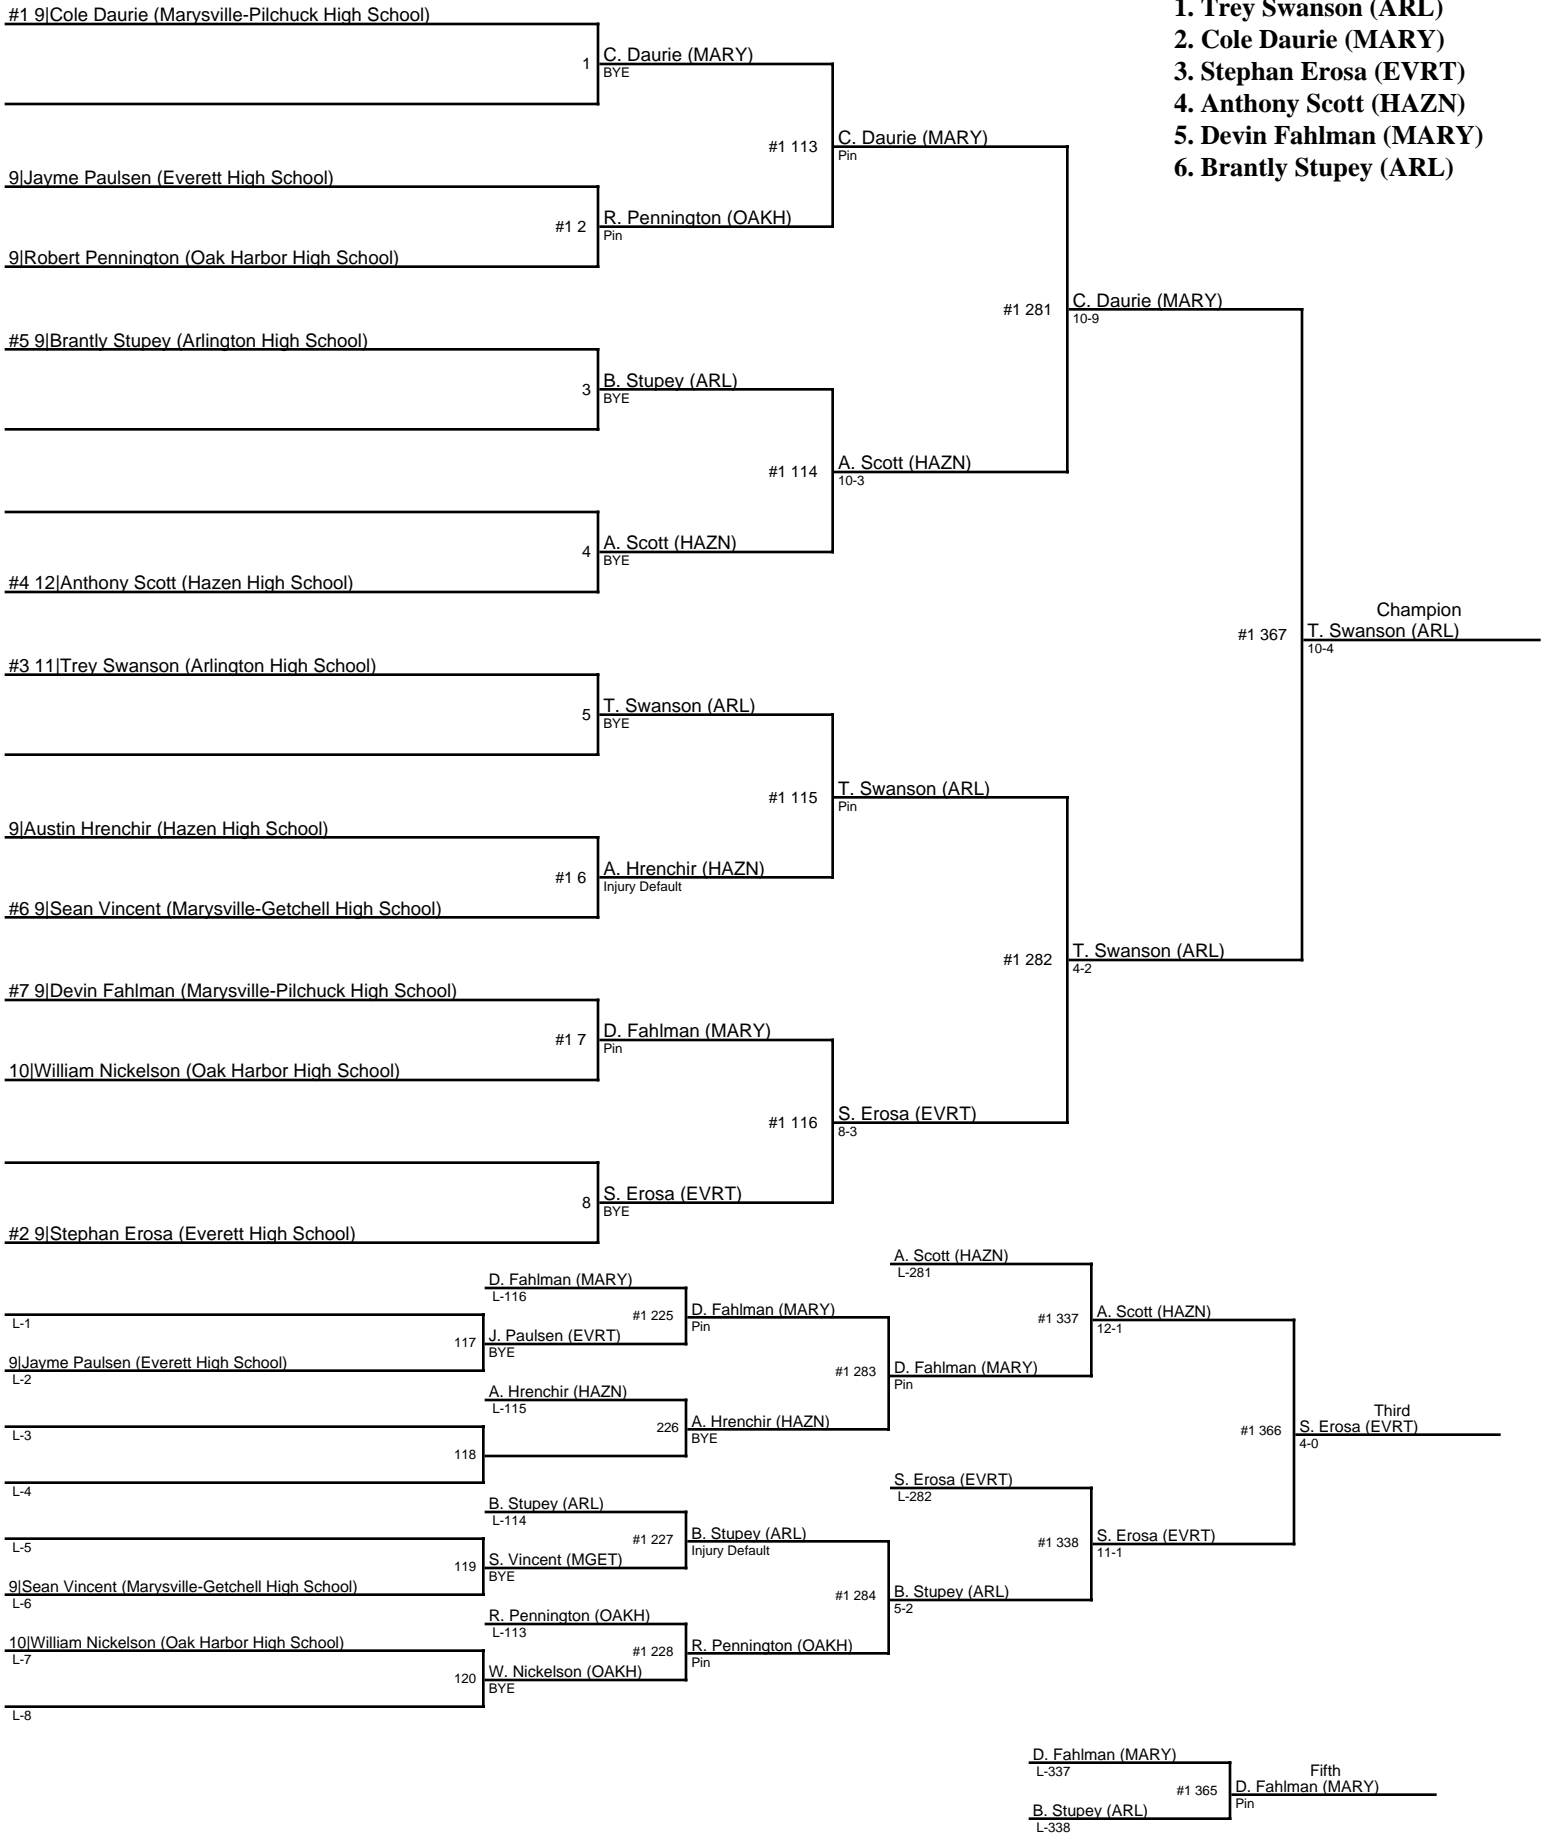 #1 9|Cole Daurie (Marysville-Pilchuck High School)
1
C. Daurie (MARY)
BYE
9|Jayme Paulsen (Everett High School)
#1 2
R. Pennington (OAKH)
Pin
9|Robert Pennington (Oak Harbor High School)
#1 113
C. Daurie (MARY)
Pin
#5 9|Brantly Stupey (Arlington High School)
3
B. Stupey (ARL)
BYE
#1 114
A. Scott (HAZN)
10-3
4
A. Scott (HAZN)
BYE
#4 12|Anthony Scott (Hazen High School)
#1 281
C. Daurie (MARY)
10-9
1. Trey Swanson (ARL)
2. Cole Daurie (MARY)
3. Stephan Erosa (EVRT)
4. Anthony Scott (HAZN)
5. Devin Fahlman (MARY)
6. Brantly Stupey (ARL)
#3 11|Trey Swanson (Arlington High School)
5
T. Swanson (ARL)
BYE
#1 115
T. Swanson (ARL)
Pin
9|Austin Hrenchir (Hazen High School)
#1 6
A. Hrenchir (HAZN)
Injury Default
#6 9|Sean Vincent (Marysville-Getchell High School)
#7 9|Devin Fahlman (Marysville-Pilchuck High School)
#1 7
D. Fahlman (MARY)
Pin
10|William Nickelson (Oak Harbor High School)
#1 116
S. Erosa (EVRT)
8-3
8
S. Erosa (EVRT)
BYE
#2 9|Stephan Erosa (Everett High School)
#1 282
T. Swanson (ARL)
4-2
#1 367
Champion
T. Swanson (ARL)
10-4
L-1
117
9|Jayme Paulsen (Everett High School)
L-2
D. Fahlman (MARY)
L-116
#1 225
J. Paulsen (EVRT)
BYE
D. Fahlman (MARY)
Pin
L-3
118
L-4
A. Hrenchir (HAZN)
L-115
226
A. Hrenchir (HAZN)
BYE
#1 283
D. Fahlman (MARY)
Pin
A. Scott (HAZN)
L-281
#1 337
A. Scott (HAZN)
12-1
L-5
119
9|Sean Vincent (Marysville-Getchell High School)
L-6
B. Stupey (ARL)
L-114
#1 227
S. Vincent (MGET)
BYE
B. Stupey (ARL)
Injury Default
10|William Nickelson (Oak Harbor High School)
L-7
120
L-8
R. Pennington (OAKH)
L-113
#1 228
W. Nickelson (OAKH)
BYE
R. Pennington (OAKH)
Pin
#1 284
B. Stupey (ARL)
5-2
S. Erosa (EVRT)
L-282
#1 338
S. Erosa (EVRT)
11-1
#1 366
Third
S. Erosa (EVRT)
4-0
D. Fahlman (MARY)
L-337
#1 365
B. Stupey (ARL)
L-338
Fifth
D. Fahlman (MARY)
Pin